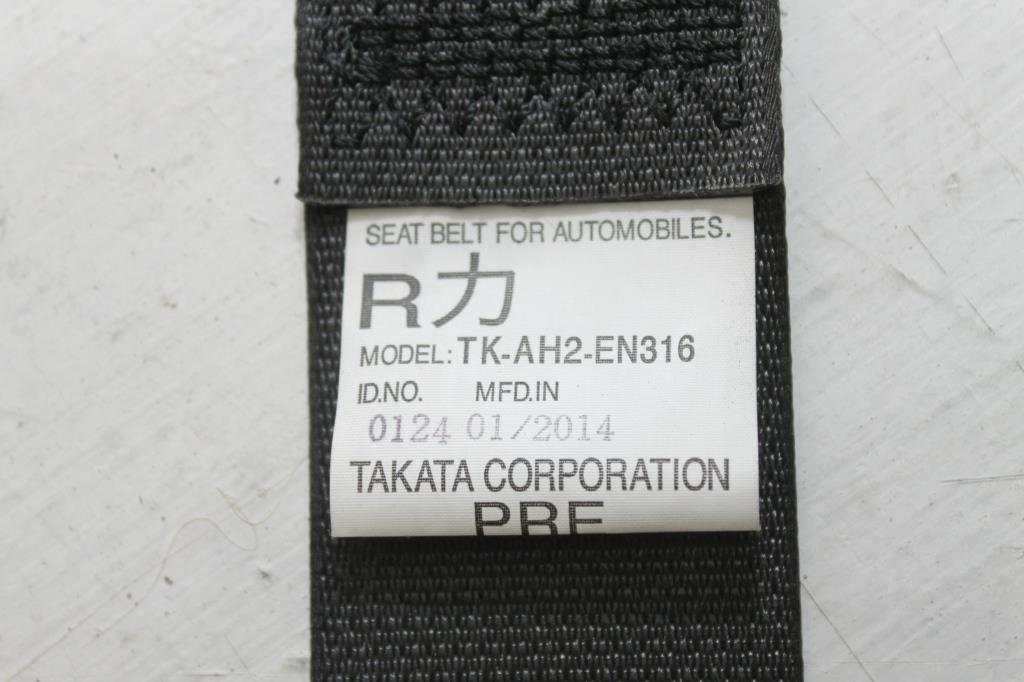 SEAT BELT FOR AUTOMOBILES.
R力
MODEL: TK-AH2-EN316
ID.NO. MFD.IN
0124 01/2014
TAKATA CORPORATION
PRE